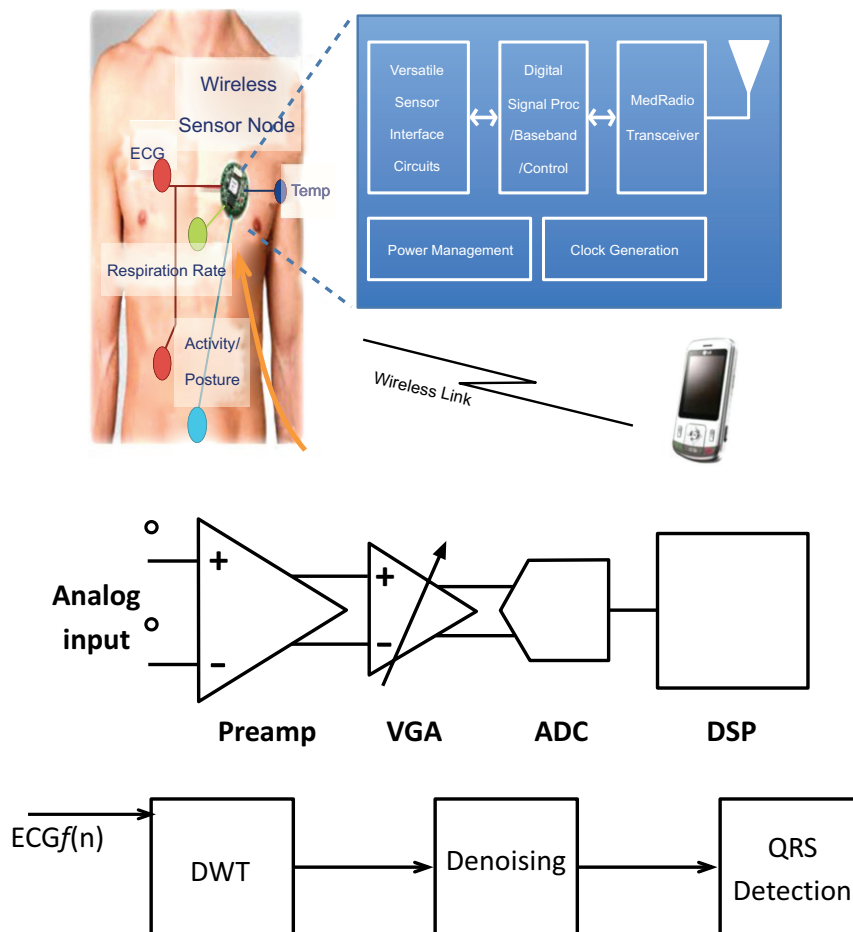 Wireless
Sensor Node
ECG
Temp
Respiration Rate
Activity/
Posture
Versatile
Sensor
Interface
Circuits
Digital
Signal Proc
/Baseband
/Control
MedRadio
Transceiver
Power Management
Clock Generation
Wireless Link
Analog
input
+
−
+
−
Preamp
VGA
ADC
DSP
ECGf(n)
DWT
Denoising
QRS
Detection